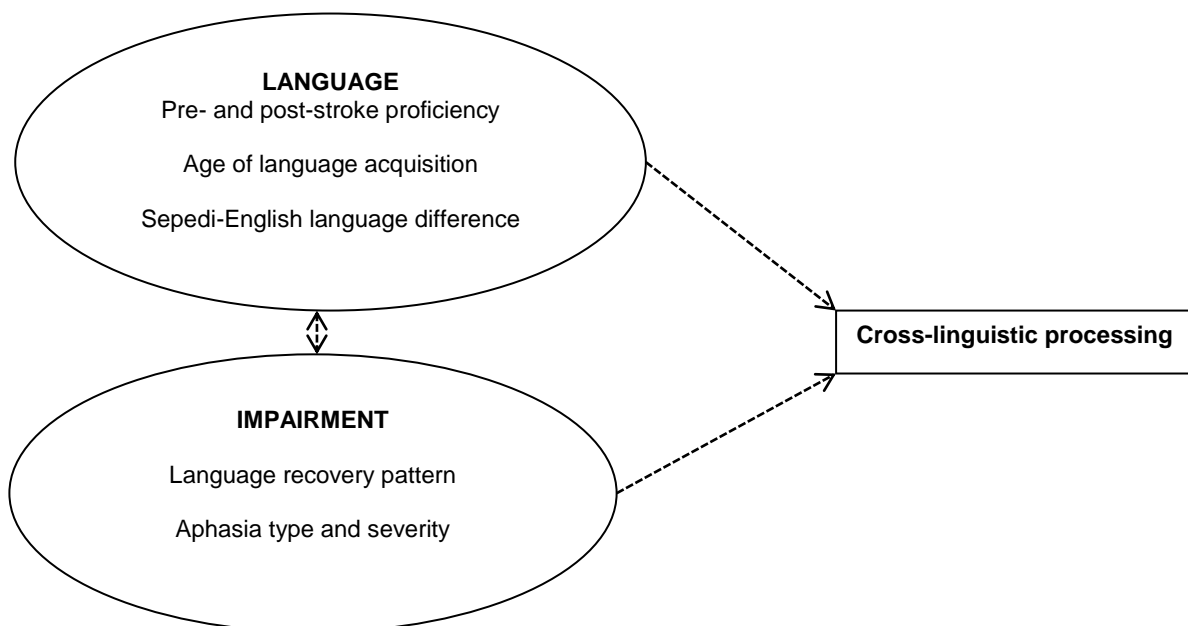 LANGUAGE
Pre- and post-stroke proficiency
Age of language acquisition
Sepedi-English language difference
Cross-linguistic processing
IMPAIRMENT
Language recovery pattern
Aphasia type and severity